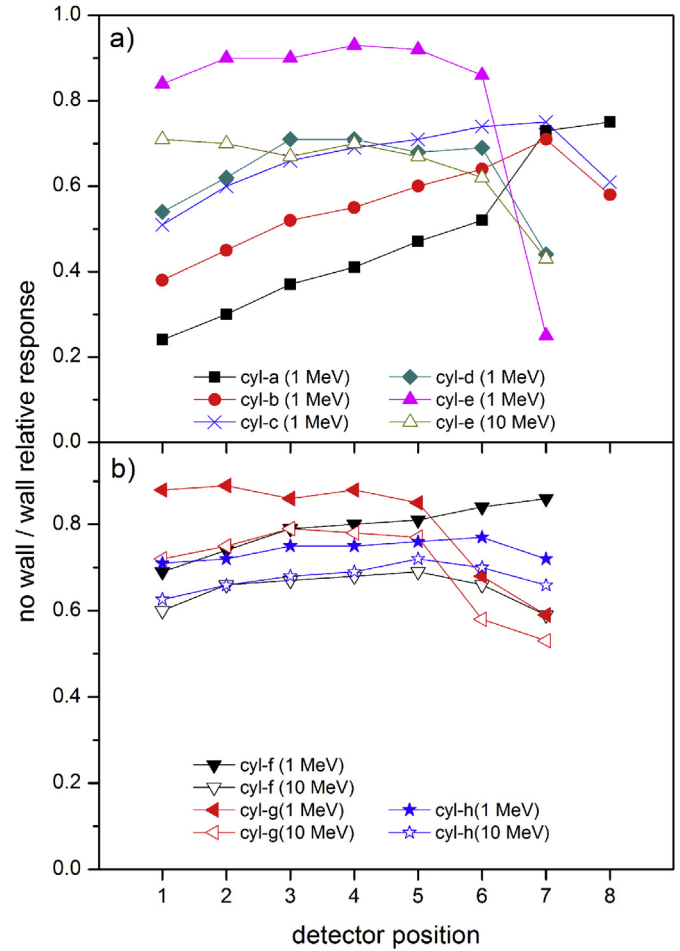 a)
1.0
0.8
0.6
0.4
0.2
0.0
cyl-a (1 MeV)
cyl-b (1 MeV)
cyl-c (1 MeV)
cyl-d (1 MeV)
cyl-e (1 MeV)
cyl-e (10 MeV)
no wall / wall relative response
b)
0.8
0.6
0.4
0.2
0.0
cyl-f (1 MeV)
cyl-f (10 MeV)
cyl-g(1 MeV)
cyl-g(10 MeV)
cyl-h(1 MeV)
cyl-h(10 MeV)
1 2 3 4 5 6 7 8
detector position